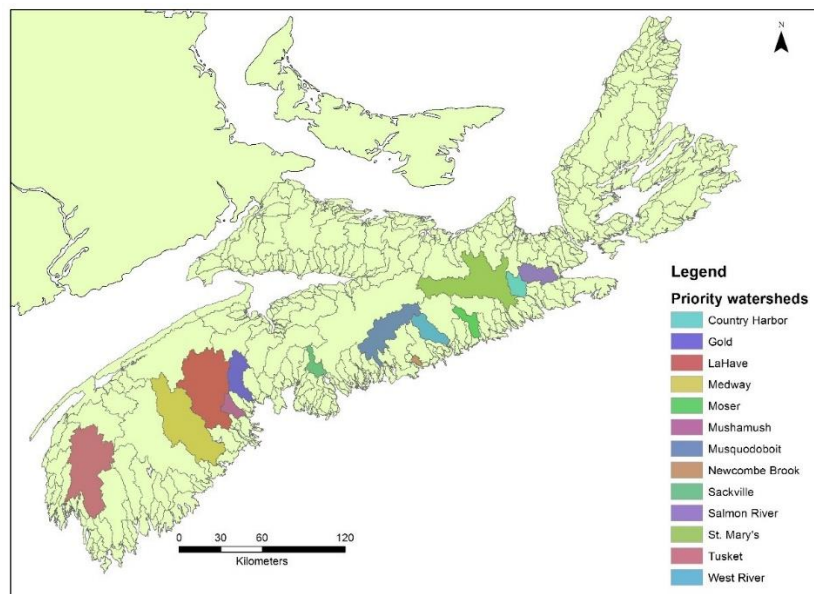 N
Legend
Priority watersheds
Country Harbor
Gold
LaHave
Medway
Moser
Mushamush
Musquodoboit
Newcombe Brook
Sackville
Salmon River
St. Mary's
Tusket
West River
0 30 60 120
Kilometers